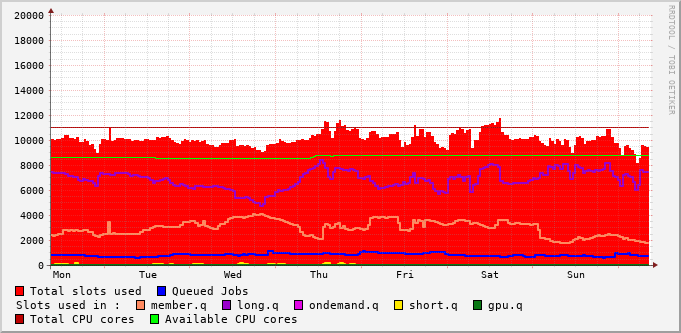 20000
18000
16000
14000
12000
10000
8000
6000
4000
2000
0
Mon Tue Wed Thu Fri Sat Sun
Total slots used Queued Jobs
Slots used in : member.q long.q ondemand.q short.q gpu.q
Total CPU cores Available CPU cores
RRDTOOL / TOBI OETIKER